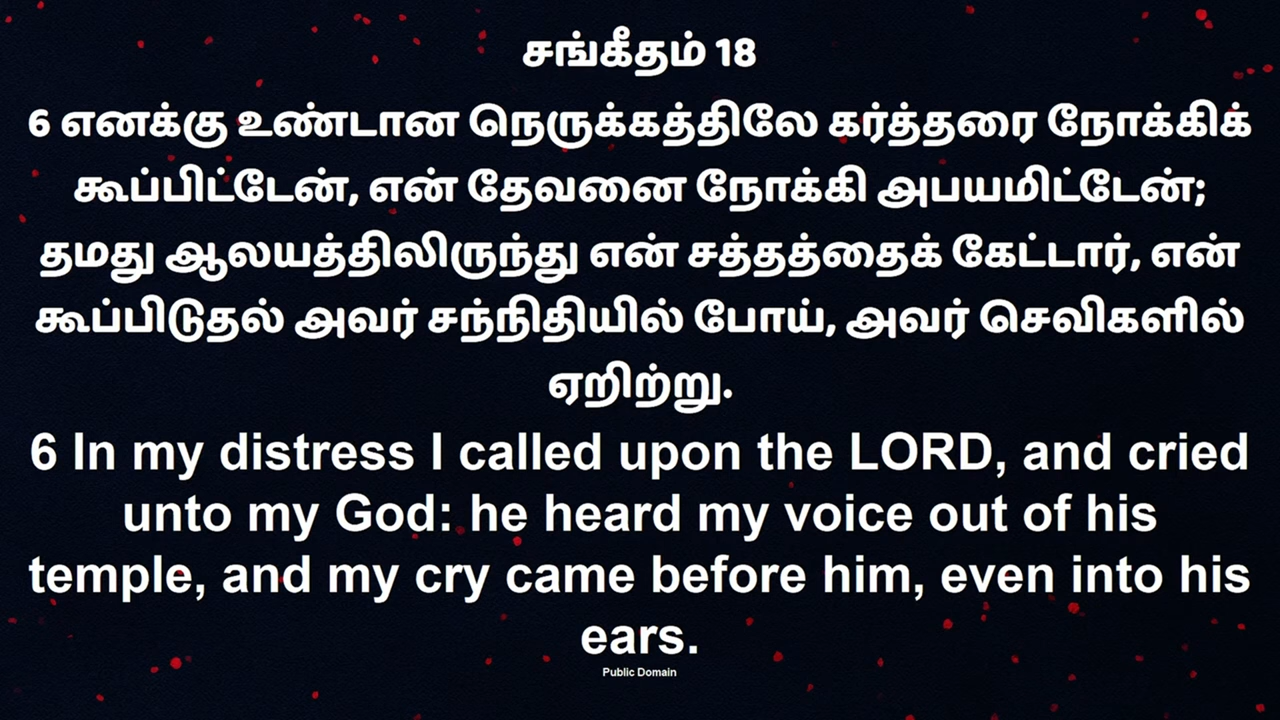 சங்கீதம் 18
6 எனக்கு உண்டான நெருக்கத்திலே கர்த்தரை நோக்கிக்
கூப்பிட்டேன், என் தேவனை நோக்கி அபயமிட்டேன்;
தமது ஆலயத்திலிருந்து என் சத்தத்தைக் கேட்டார், என்
கூப்பிடுதல் அவர் சந்நிதியில் போய், அவர் செவிகளில்
ஏறிற்று.
6 In my distress I called upon the LORD, and cried
unto my God: he heard my voice out of his
temple, and my cry came before him, even into his
ears.
Public Domain